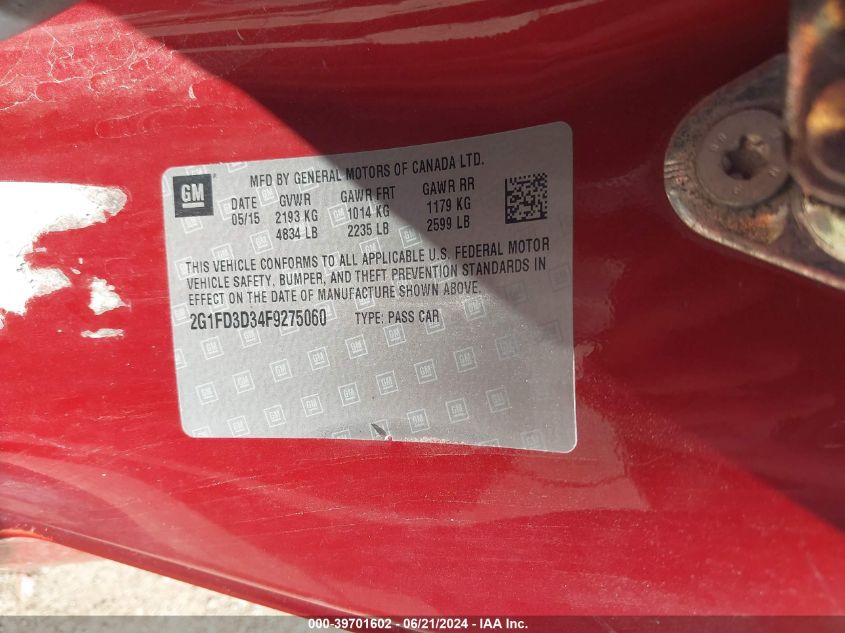 GM
MFD BY GENERAL MOTORS OF CANADA LTD.
DATE GVWR GAWR FRT GAWR RR
05/15 2193 KG 1014 KG 1179 KG
4834 LB 2235 LB 2599 LB
THIS VEHICLE CONFORMS TO ALL APPLICABLE U.S. FEDERAL MOTOR
VEHICLE SAFETY, BUMPER, AND THEFT PREVENTION STANDARDS IN
EFFECT ON THE DATE OF MANUFACTURE SHOWN ABOVE.
2G1FD3D34F9275060 TYPE: PASS CAR
000-39701602 - 06/21/2024 - IAA Inc.